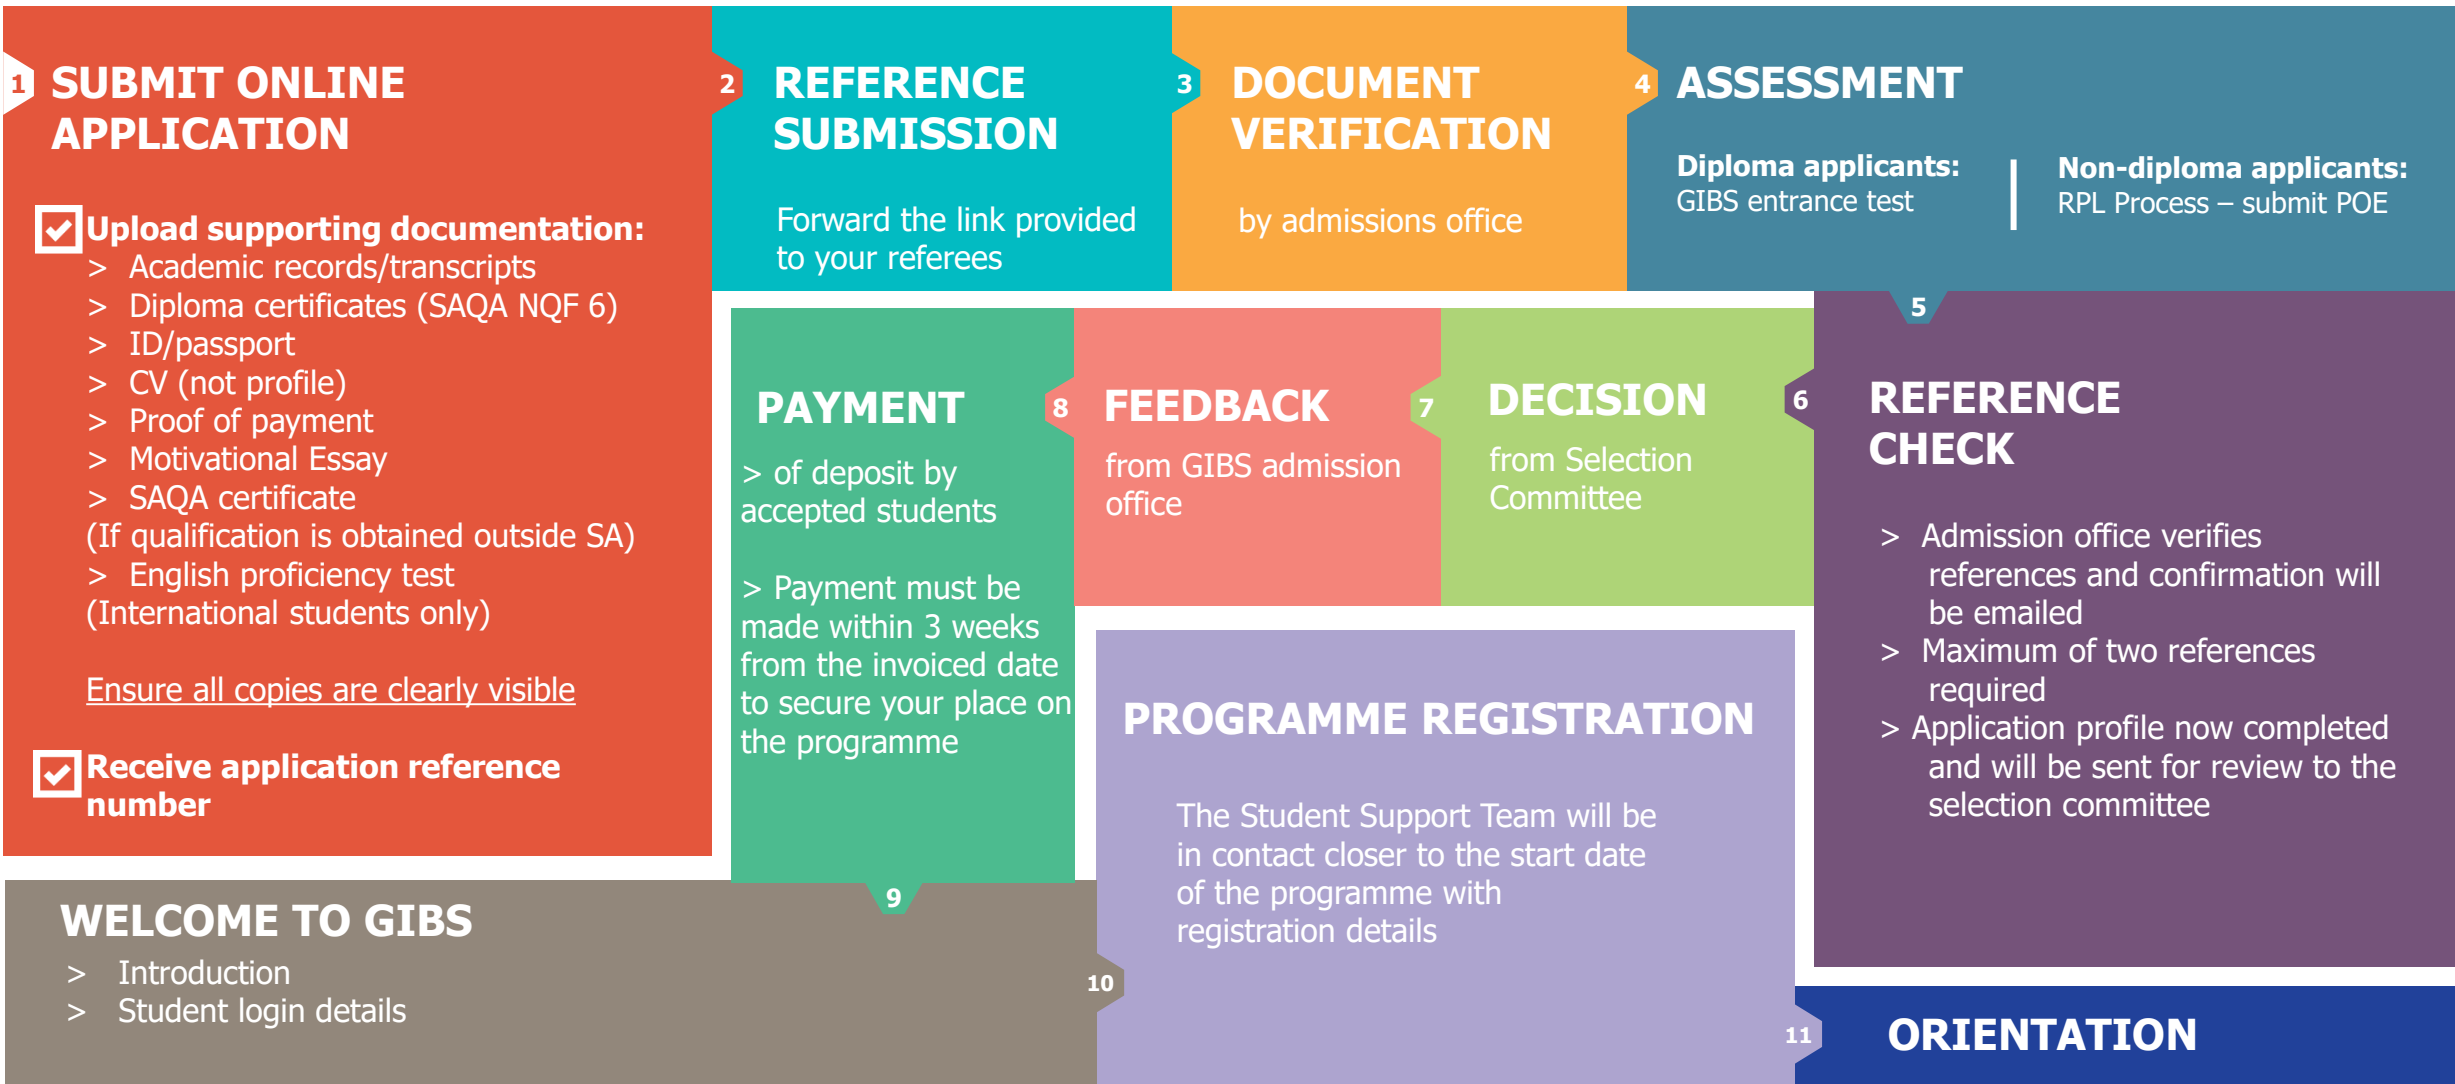 1
SUBMIT ONLINE
APPLICATION
Upload supporting documentation:
> Academic records/transcripts
> Diploma certificates (SAQA NQF 6)
> ID/passport
> CV (not profile)
> Proof of payment
> Motivational Essay
> SAQA certificate
(If qualification is obtained outside SA)
> English proficiency test
(International students only)
Ensure all copies are clearly visible
Receive application reference
number
2
REFERENCE
SUBMISSION
Forward the link provided
to your referees
3
DOCUMENT
VERIFICATION
by admissions office
4
ASSESSMENT
Diploma applicants:
GIBS entrance test
Non-diploma applicants:
RPL Process – submit POE
5
REFERENCE
CHECK
> Admission office verifies
references and confirmation will
be emailed
> Maximum of two references
required
> Application profile now completed
and will be sent for review to the
selection committee
6
DECISION
from Selection
Committee
7
FEEDBACK
from GIBS admission
office
8
PAYMENT
> of deposit by
accepted students
> Payment must be
made within 3 weeks
from the invoiced date
to secure your place on
the programme
9
WELCOME TO GIBS
> Introduction
> Student login details
10
PROGRAMME REGISTRATION
The Student Support Team will be
in contact closer to the start date
of the programme with
registration details
11
ORIENTATION